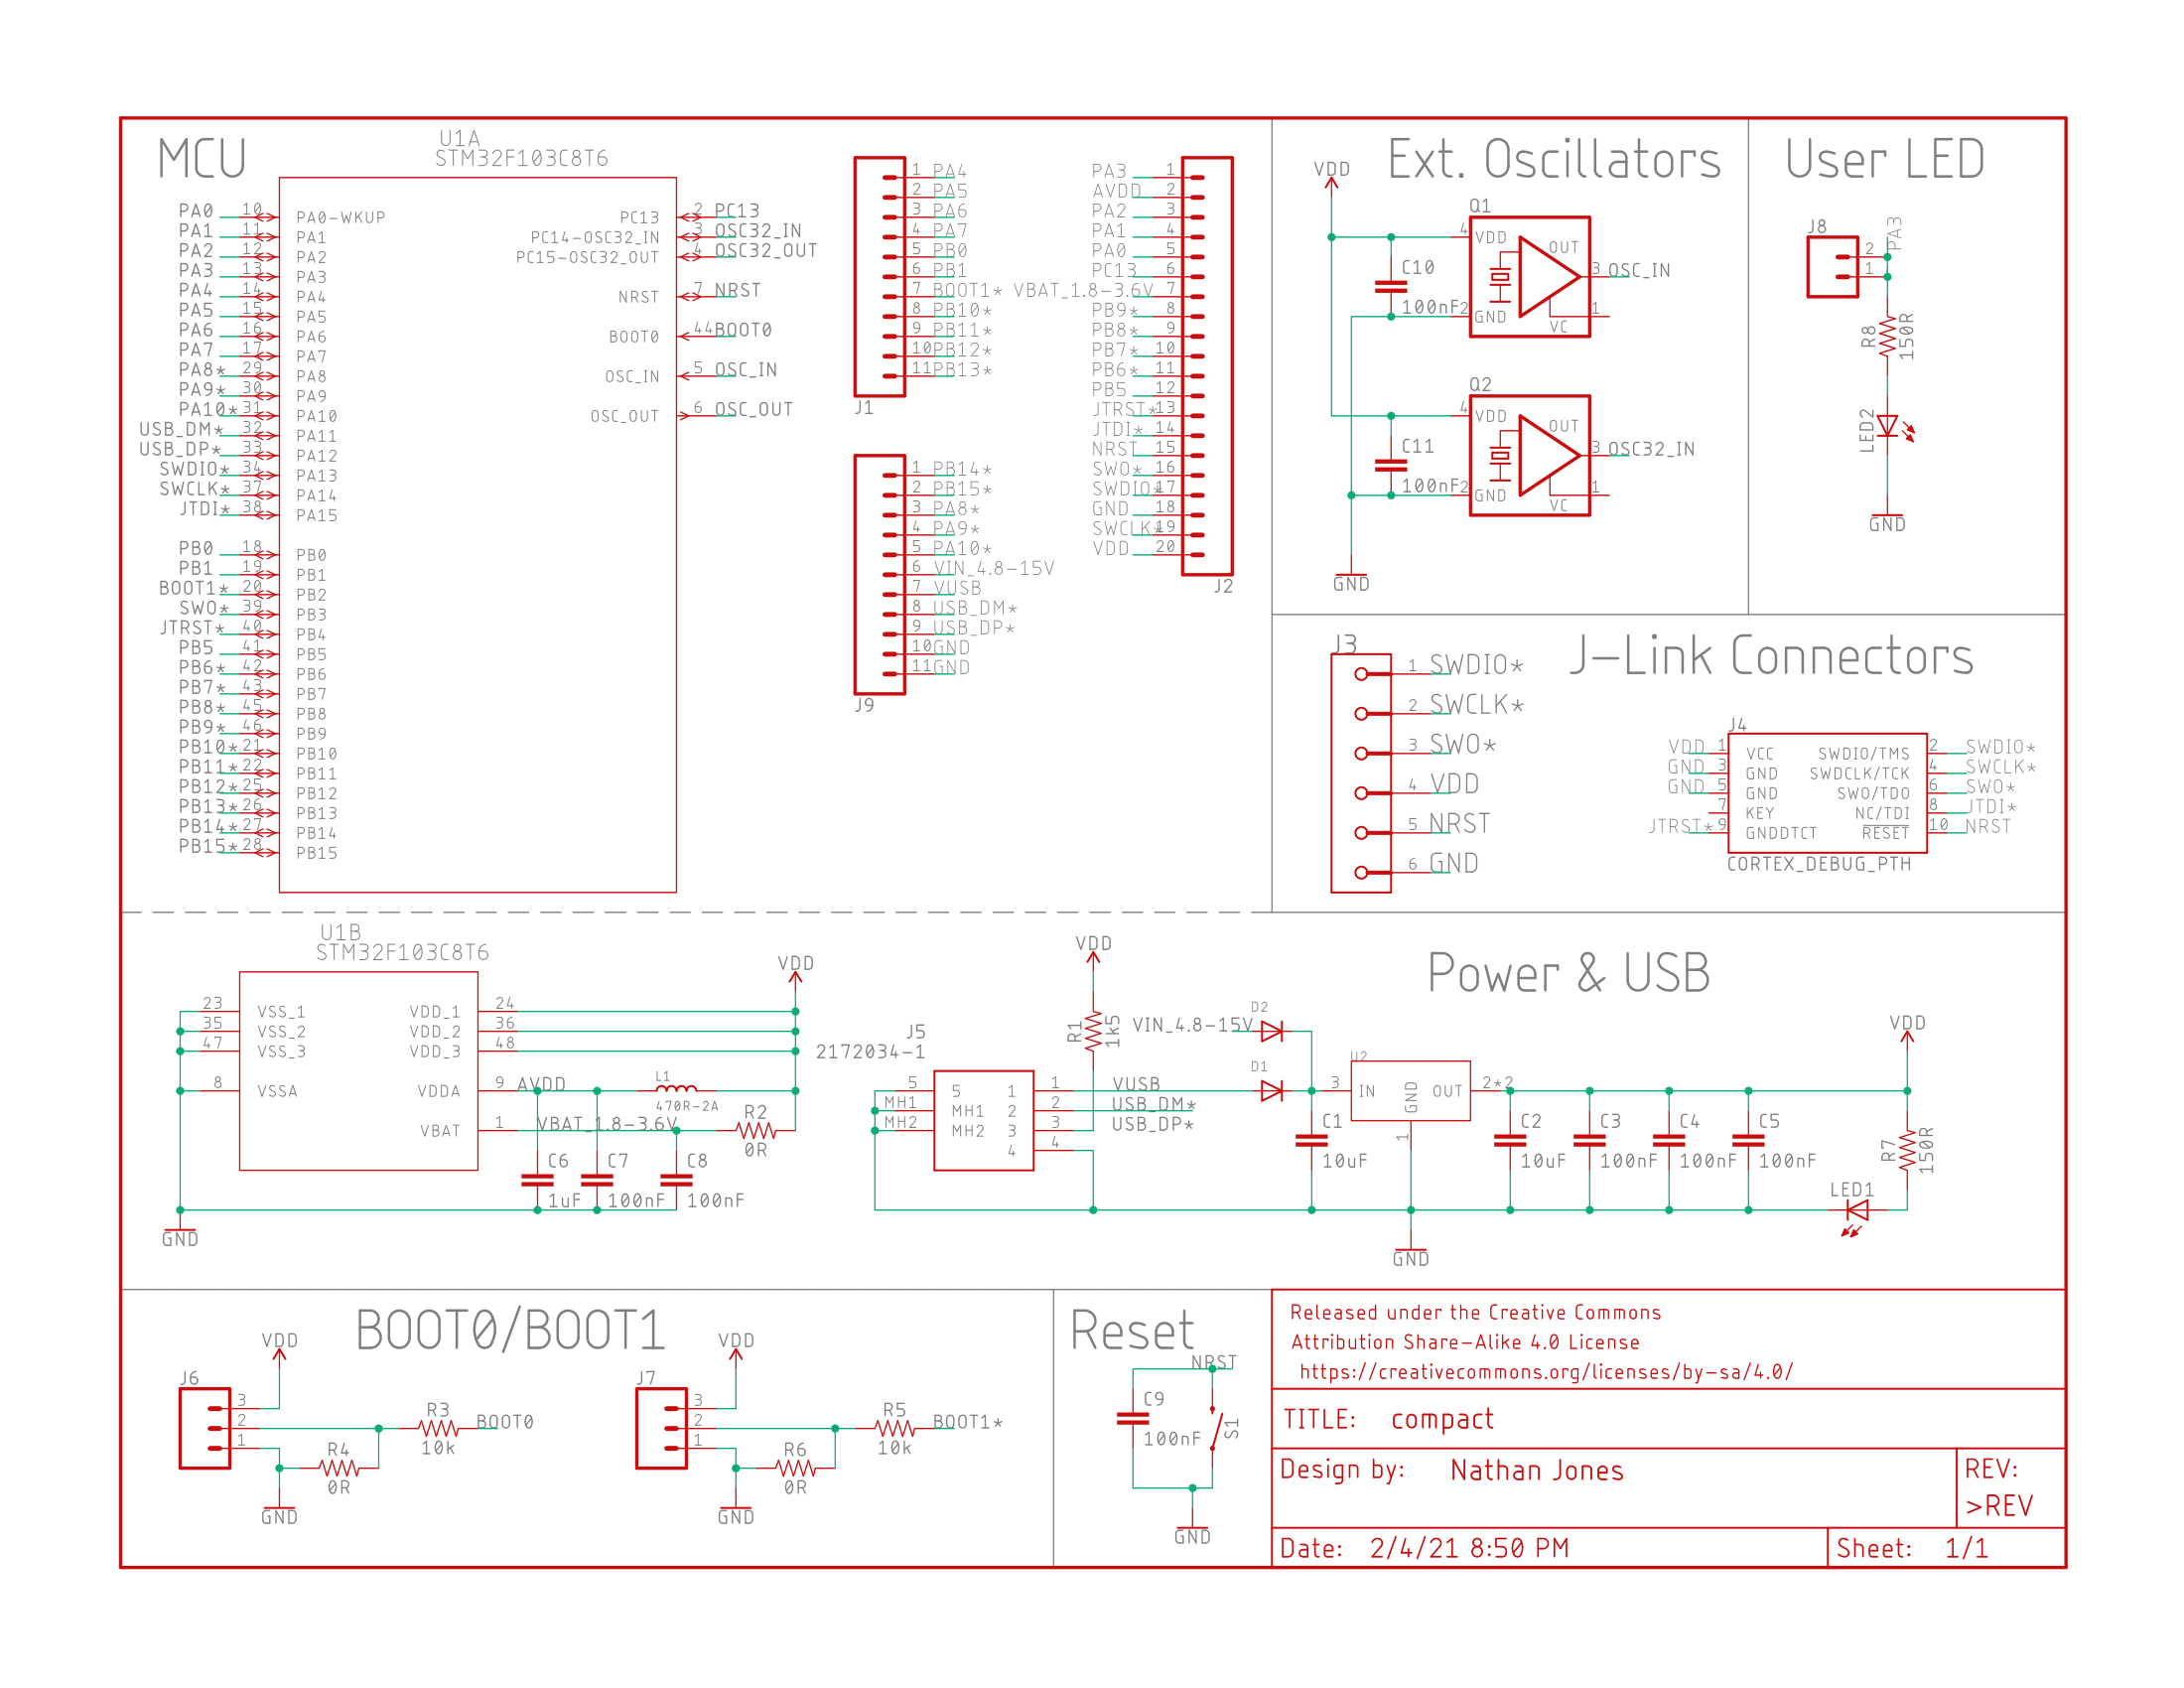 MCU
U1A
STM32F103C8T6
PA0 10 PA0-WKUP
PA1 11 PA1
PA2 12 PA2
PA3 13 PA3
PA4 14 PA4
PA5 15 PA5
PA6 16 PA6
PA7 17 PA7
PA8* 29 PA8
PA9* 30 PA9
PA10* 31 PA10
USB_DM* 32 PA11
USB_DP* 33 PA12
SWDIO* 34 PA13
SWCLK* 37 PA14
JTDI* 38 PA15
PB0 18 PB0
PB1 19 PB1
BOOT1* 20 PB2
SWO* 39 PB3
JTRST* 40 PB4
PB5 41 PB5
PB6* 42 PB6
PB7* 43 PB7
PB8* 45 PB8
PB9* 46 PB9
PB10* 21 PB10
PB11* 22 PB11
PB12* 25 PB12
PB13* 26 PB13
PB14* 27 PB14
PB15* 28 PB15
PC13 2 PC13
PC14-OSC32_IN 3 OSC32_IN
PC15-OSC32_OUT 4 OSC32_OUT
NRST 7 NRST
BOOT0 44 BOOT0
OSC_IN 5 OSC_IN
OSC_OUT 6 OSC_OUT
1 PA4
2 PA5
3 PA6
4 PA7
5 PB0
6 PB1
7 BOOT1*
8 PB10*
9 PB11*
10 PB12*
11 PB13*
J1
1 PB14*
2 PB15*
3 PA8*
4 PA9*
5 PA10*
6 VIN_4.8-15V
7 VUSB
8 USB_DM*
9 USB_DP*
10 GND
11 GND
J9
PA3 1
AVDD 2
PA2 3
PA1 4
PA0 5
PC13 6
VBAT_1.8-3.6V 7
PB9* 8
PB8* 9
PB7* 10
PB6* 11
PB5 12
JTRST* 13
JTDI* 14
NRST 15
SWO* 16
SWDIO* 17
GND 18
SWCLK* 19
VDD 20
J2
Ext. Oscillators
VDD
Q1
4 VDD
OUT
3 OSC_IN
C10
100nF
2 GND
VC
1
Q2
4 VDD
OUT
3 OSC32_IN
C11
100nF
2 GND
VC
1
GND
User LED
J8
PA3
2
1
R8
150R
LED2
GND
J-Link Connectors
J3
1 SWDIO*
2 SWCLK*
3 SWO*
4 VDD
5 NRST
6 GND
J4
VDD 1 VCC SWDIO/TMS 2 SWDIO*
GND 3 GND SWDCLK/TCK 4 SWCLK*
GND 5 GND SWO/TDO 6 SWO*
7 KEY NC/TDI 8 JTDI*
JTRST* 9 GNDDTCT RESET 10 NRST
CORTEX_DEBUG_PTH
U1B
STM32F103C8T6
23 VSS_1 VDD_1 24
35 VSS_2 VDD_2 36
47 VSS_3 VDD_3 48
8 VSSA VDDA 9 AVDD
VBAT 1 VBAT_1.8-3.6V
VDD
L1
470R-2A
R2
0R
C6
1uF
C7
100nF
C8
100nF
GND
Power & USB
J5
2172034-1
5 5 1 1 VUSB
MH1 MH1 2 2 USB_DM*
MH2 MH2 3 3 USB_DP*
4 4
VDD
R1
1k5
VIN_4.8-15V
D2
D1
C1
10uF
U2
3 IN
GND
OUT 2*2
1
GND
C2
10uF
C3
100nF
C4
100nF
C5
100nF
VDD
R7
150R
LED1
BOOT0/BOOT1
J6
VDD
3
2
1
R3
10k
BOOT0
R4
0R
GND
J7
VDD
3
2
1
R5
10k
BOOT1*
R6
0R
GND
Reset
NRST
C9
100nF
S1
GND
Released under the Creative Commons
Attribution Share-Alike 4.0 License
https://creativecommons.org/licenses/by-sa/4.0/
TITLE: compact
Design by: Nathan Jones
REV:
>REV
Date: 2/4/21 8:50 PM
Sheet: 1/1